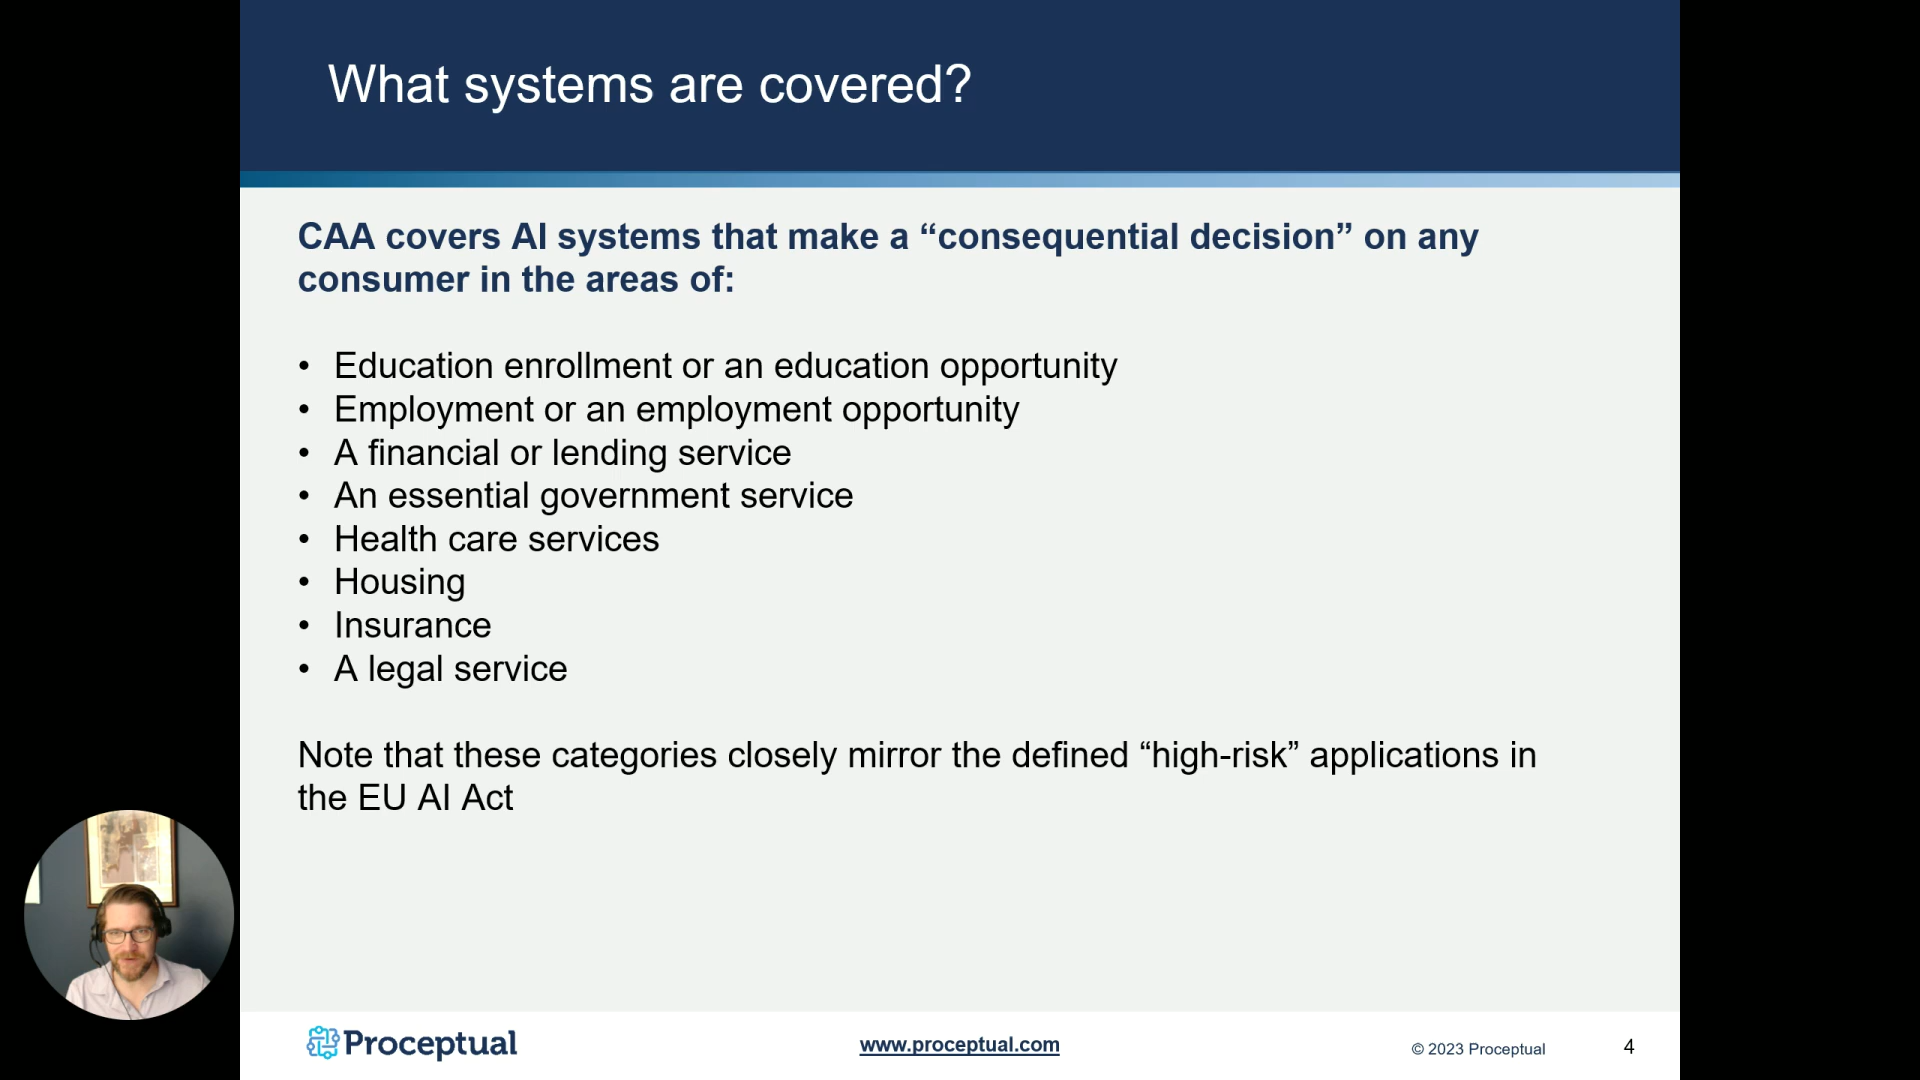 What systems are covered?
CAA covers AI systems that make a “consequential decision” on any
consumer in the areas of:
• Education enrollment or an education opportunity
• Employment or an employment opportunity
• A financial or lending service
• An essential government service
• Health care services
• Housing
• Insurance
• A legal service
Note that these categories closely mirror the defined “high-risk” applications in
the EU AI Act
Proceptual
www.proceptual.com
© 2023 Proceptual
4